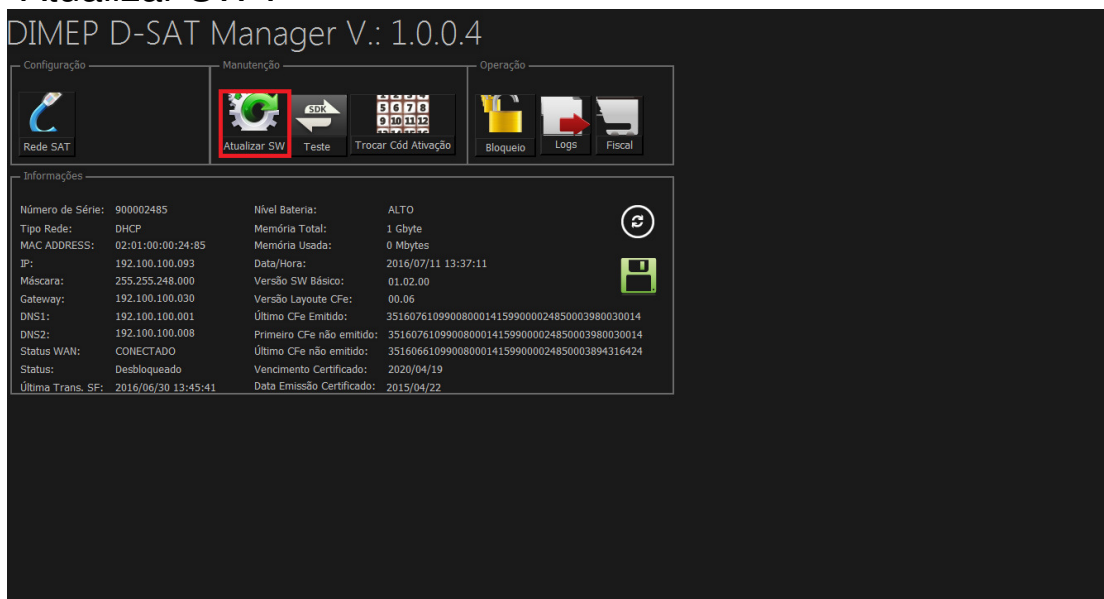 DIMEP D-SAT Manager V.: 1.0.0.4
Configuração Manutenção Operação
SDK
5 6 7 8
9 10 11 12
Rede SAT Atualizar SW Teste Trocar Cód Ativação Bloqueio Logs Fiscal
Informações
Número de Série: 900002485 Nível Bateria: ALTO
Tipo Rede: DHCP Memória Total: 1 Gbyte
MAC ADDRESS: 02:01:00:00:24:85 Memória Usada: 0 Mbytes
IP: 192.100.100.093 Data/Hora: 2016/07/11 13:37:11
Máscara: 255.255.248.000 Versão SW Básico: 01.02.00
Gateway: 192.100.100.030 Versão Layoute CFe: 00.06
DNS1: 192.100.100.001 Último CFe Emitido: 35160761099008000141599000024850003980030014
DNS2: 192.100.100.008 Primeiro CFe não emitido: 35160761099008000141599000024850003980030014
Status WAN: CONECTADO Último CFe não emitido: 35160661099008000141599000024850003894316424
Status: Desbloqueado Vencimento Certificado: 2020/04/19
Última Trans. SF: 2016/06/30 13:45:41 Data Emissão Certificado: 2015/04/22